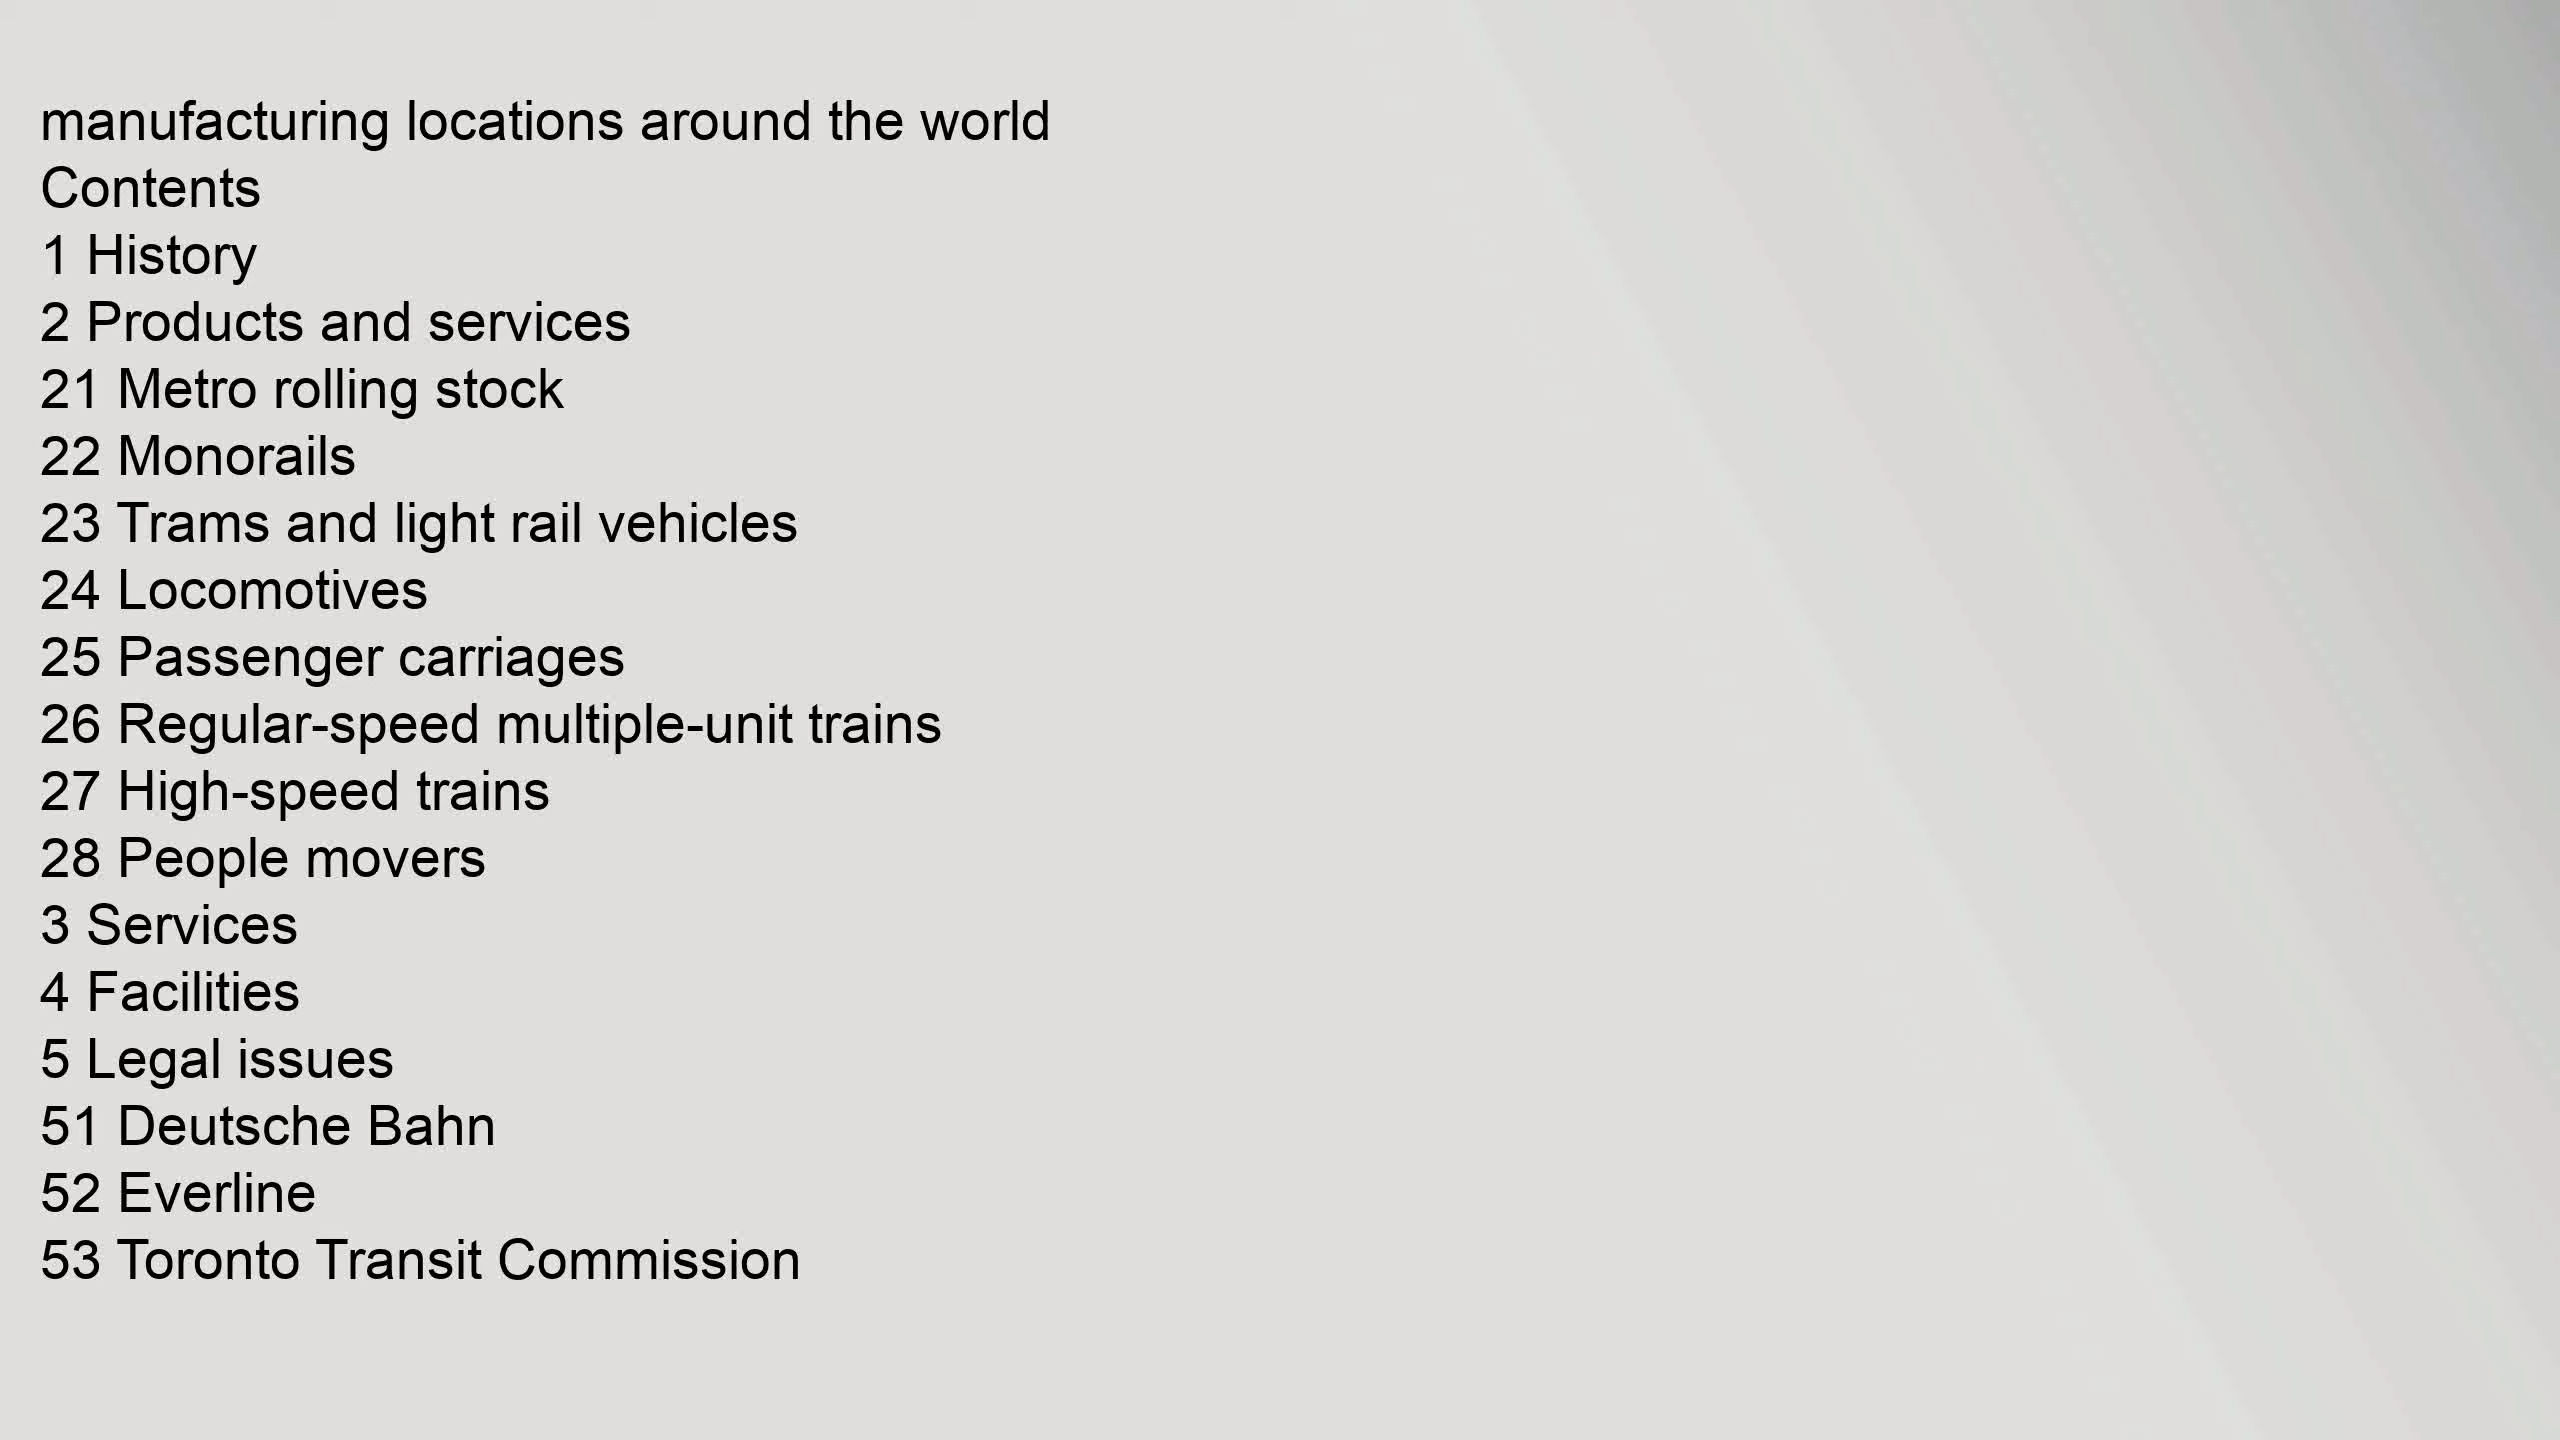 manufacturing locations around the world
Contents
1 History
2 Products and services
21 Metro rolling stock
22 Monorails
23 Trams and light rail vehicles
24 Locomotives
25 Passenger carriages
26 Regular-speed multiple-unit trains
27 High-speed trains
28 People movers
3 Services
4 Facilities
5 Legal issues
51 Deutsche Bahn
52 Everline
53 Toronto Transit Commission